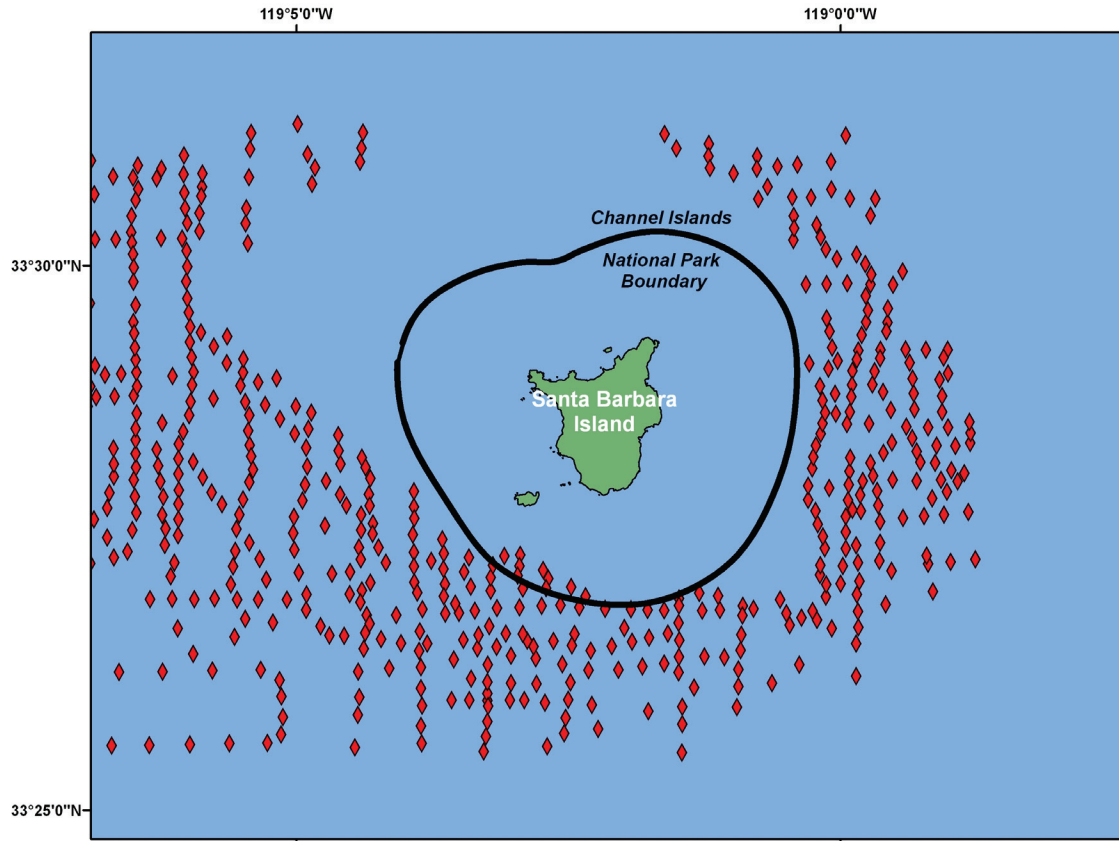 119°5'0"W
119°0'0"W
Channel Islands
33°30'0"N
National Park
Boundary
Santa Barbara
Island
33°25'0"N